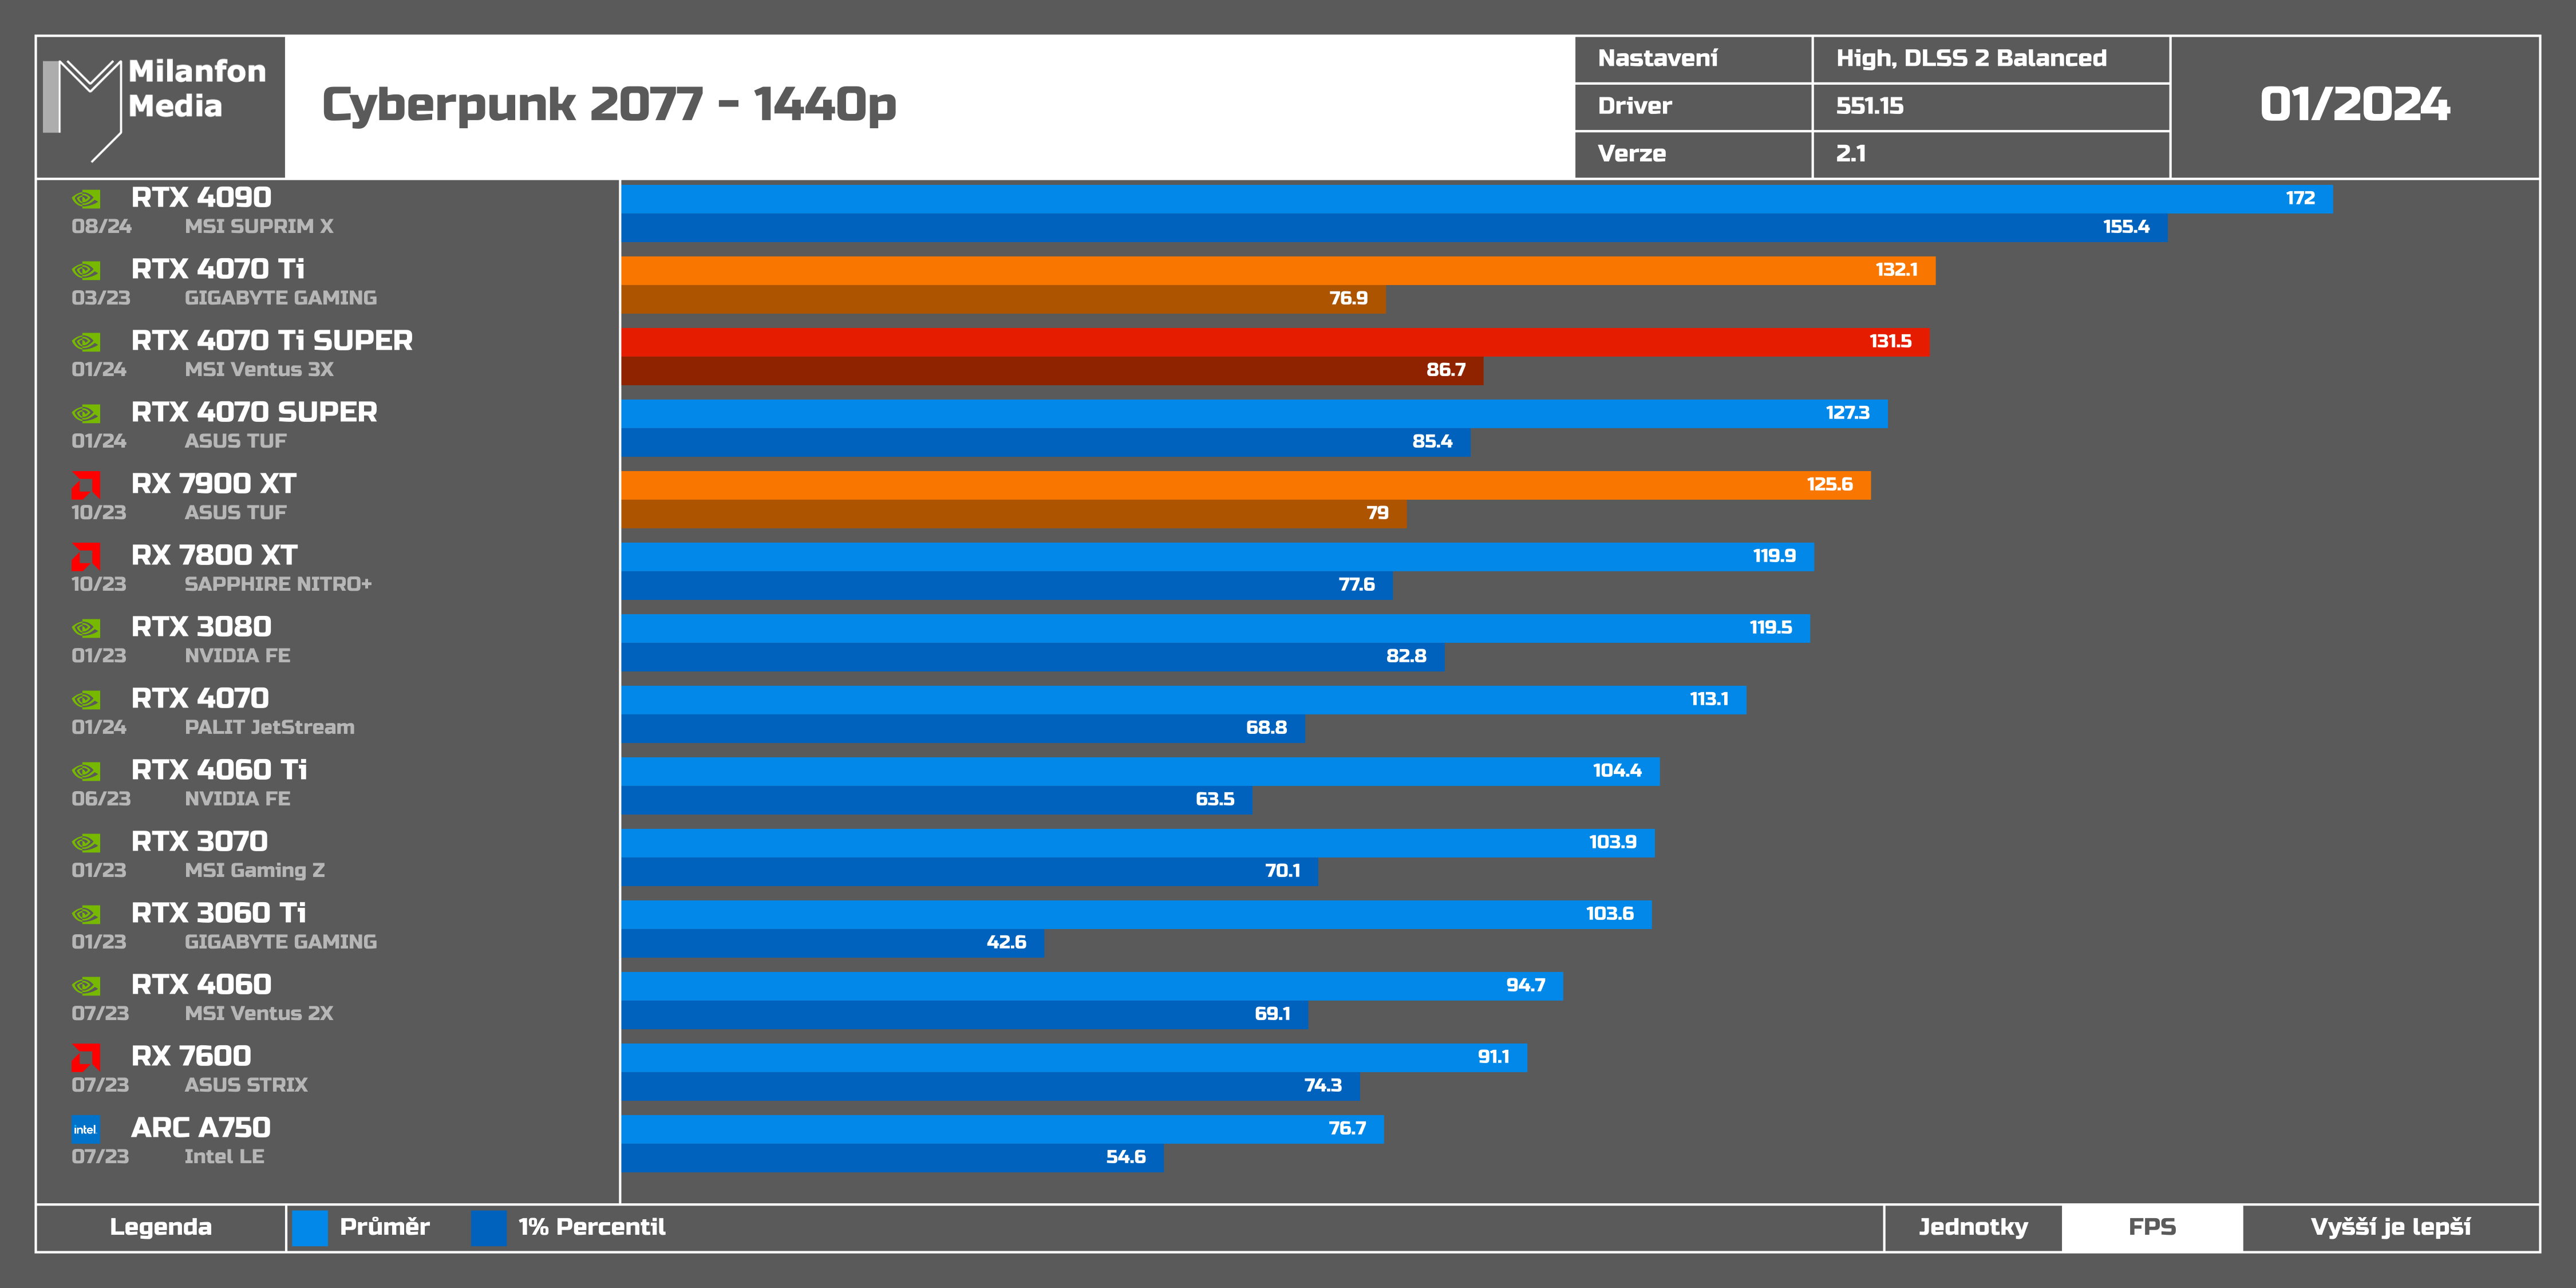 Milanfon
Media
Cyberpunk 2077 - 1440p
Nastavení High, DLSS 2 Balanced
Driver 551.15
Verze 2.1
01/2024
RTX 4090 172
08/24 MSI SUPRIM X 155.4
RTX 4070 Ti 132.1
03/23 GIGABYTE GAMING 76.9
RTX 4070 Ti SUPER 131.5
01/24 MSI Ventus 3X 86.7
RTX 4070 SUPER 127.3
01/24 ASUS TUF 85.4
RX 7900 XT 125.6
10/23 ASUS TUF 79
RX 7800 XT 119.9
10/23 SAPPHIRE NITRO+ 77.6
RTX 3080 119.5
01/23 NVIDIA FE 82.8
RTX 4070 113.1
01/24 PALIT JetStream 68.8
RTX 4060 Ti 104.4
06/23 NVIDIA FE 63.5
RTX 3070 103.9
01/23 MSI Gaming Z 70.1
RTX 3060 Ti 103.6
01/23 GIGABYTE GAMING 42.6
RTX 4060 94.7
07/23 MSI Ventus 2X 69.1
RX 7600 91.1
07/23 ASUS STRIX 74.3
intel ARC A750 76.7
07/23 Intel LE 54.6
Legenda Průměr 1% Percentil Jednotky FPS Vyšší je lepší